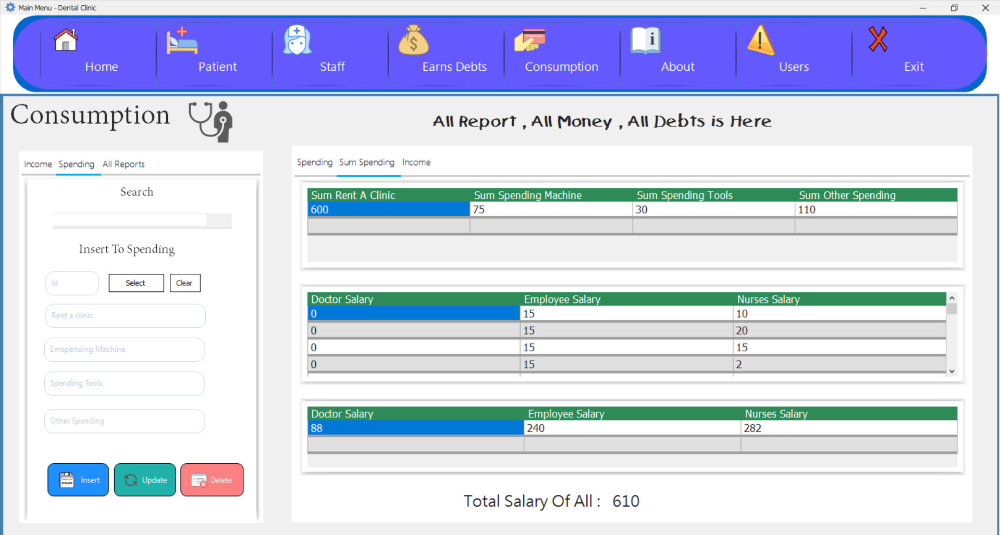 Main Menu - Dental Clinic
Home Patient Staff Earns Debts Consumption About Users Exit
Consumption
All Report , All Money , All Debts is Here
Income Spending All Reports
Search
Insert To Spending
Id Select Clear
Rent a clinic
Emspending Machine
Spending Tools
Other Spending
Insert Update Delete
Spending Sum Spending Income
Sum Rent A Clinic Sum Spending Machine Sum Spending Tools Sum Other Spending
600 75 30 110
Doctor Salary Employee Salary Nurses Salary
0 15 10
0 15 20
0 15 15
0 15 2
Doctor Salary Employee Salary Nurses Salary
88 240 282
Total Salary Of All : 610